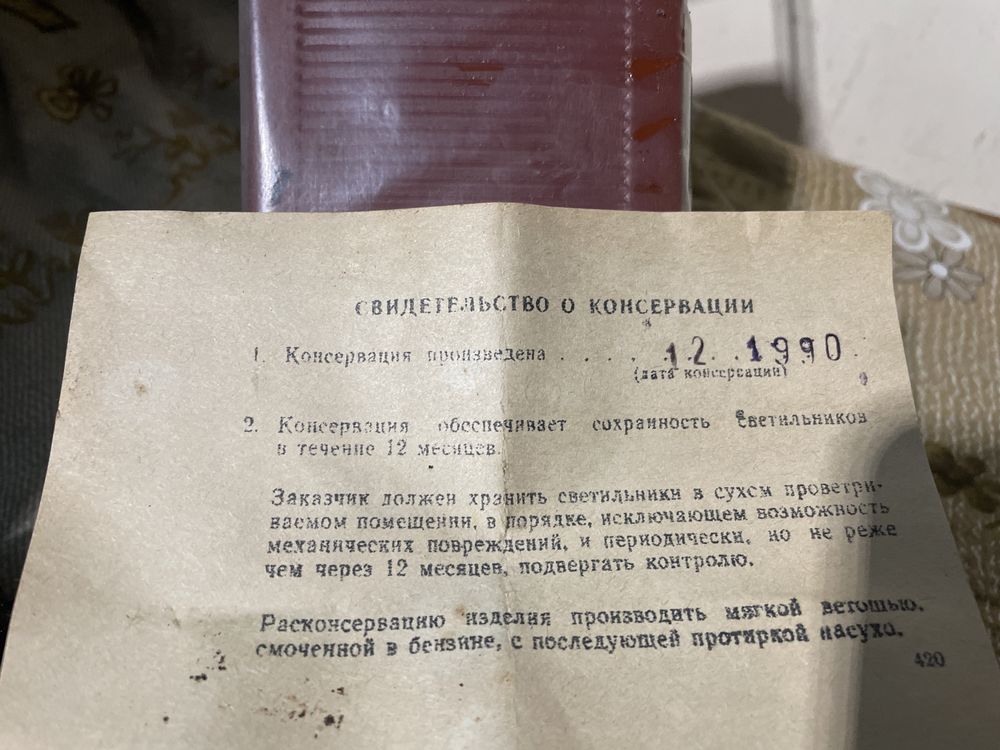 СВИДЕТЕЛЬСТВО О КОНСЕРВАЦИИ
1. Консервация произведена . . . . . 12. .1990.
(дата консервации)
2. Консервация обеспечивает сохранность светильников
в течение 12 месяцев.
Заказчик должен хранить светильники в сухом проветри-
ваемом помещении, в порядке, исключающем возможность
механических повреждений, и периодически, но не реже
чем через 12 месяцев, подвергать контролю.
Расконсервацию изделия производить мягкой ветошью,
смоченной в бензине, с последующей протиркой насухо.
420